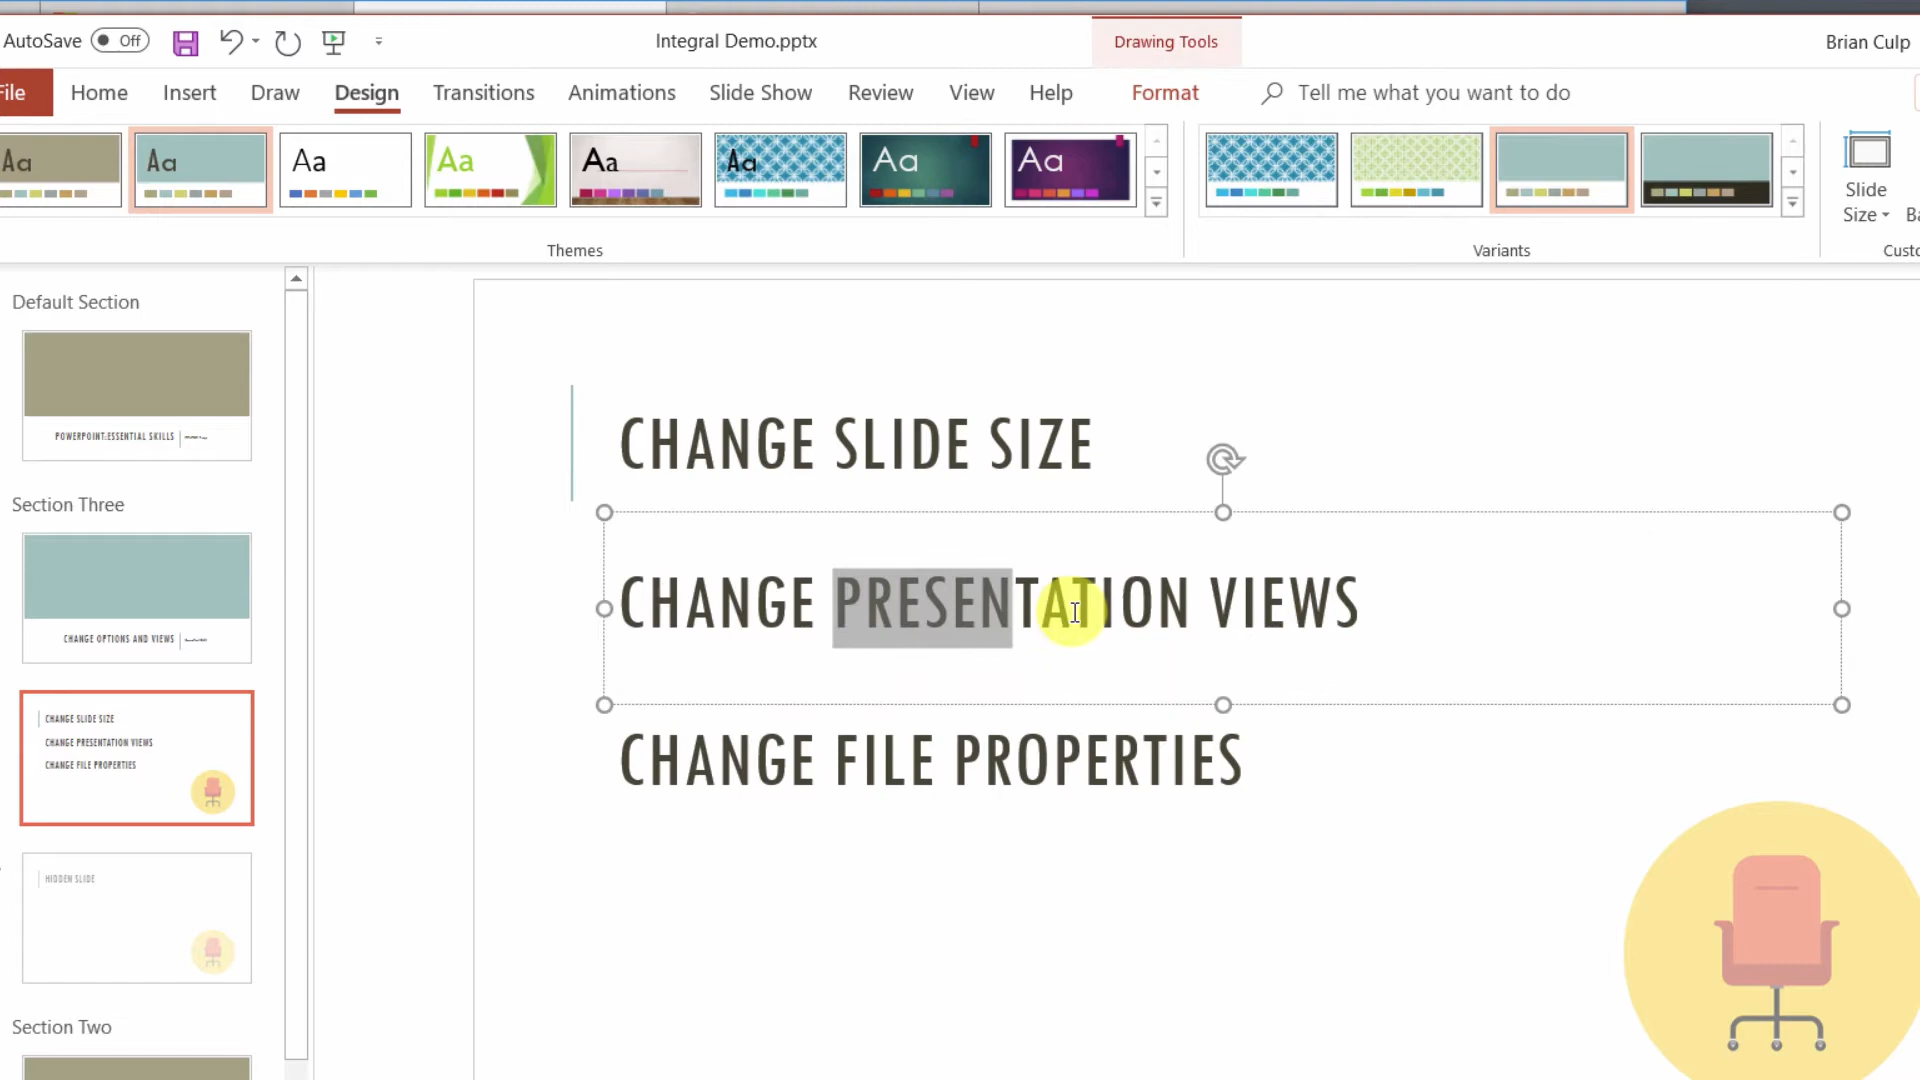 AutoSave Off Integral Demo.pptx Drawing Tools Brian Culp
File Home Insert Draw Design Transitions Animations Slide Show Review View Help Format Tell me what you want to do
Aa Aa Aa Aa Aa Aa Aa Aa
Slide
Size
Themes Variants
Default Section
POWERPOINT:ESSENTIAL SKILLS
Section Three
CHANGE OPTIONS AND VIEWS
CHANGE SLIDE SIZE
CHANGE PRESENTATION VIEWS
CHANGE FILE PROPERTIES
HIDDEN SLIDE
Section Two
CHANGE SLIDE SIZE
CHANGE PRESENTATION VIEWS
CHANGE FILE PROPERTIES